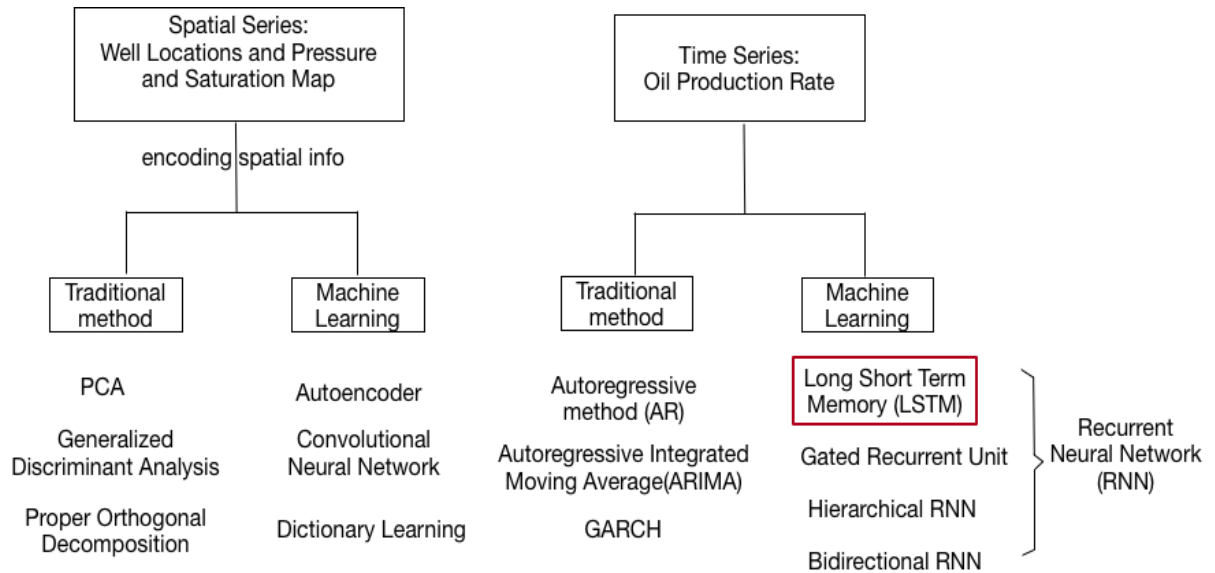 Spatial Series:
Well Locations and Pressure
and Saturation Map
encoding spatial info
Traditional
method
PCA
Generalized
Discriminant Analysis
Proper Orthogonal
Decomposition
Machine
Learning
Autoencoder
Convolutional
Neural Network
Dictionary Learning
Time Series:
Oil Production Rate
Traditional
method
Autoregressive
method (AR)
Autoregressive Integrated
Moving Average(ARIMA)
GARCH
Machine
Learning
Long Short Term
Memory (LSTM)
Gated Recurrent Unit
Hierarchical RNN
Bidirectional RNN
Recurrent
Neural Network
(RNN)